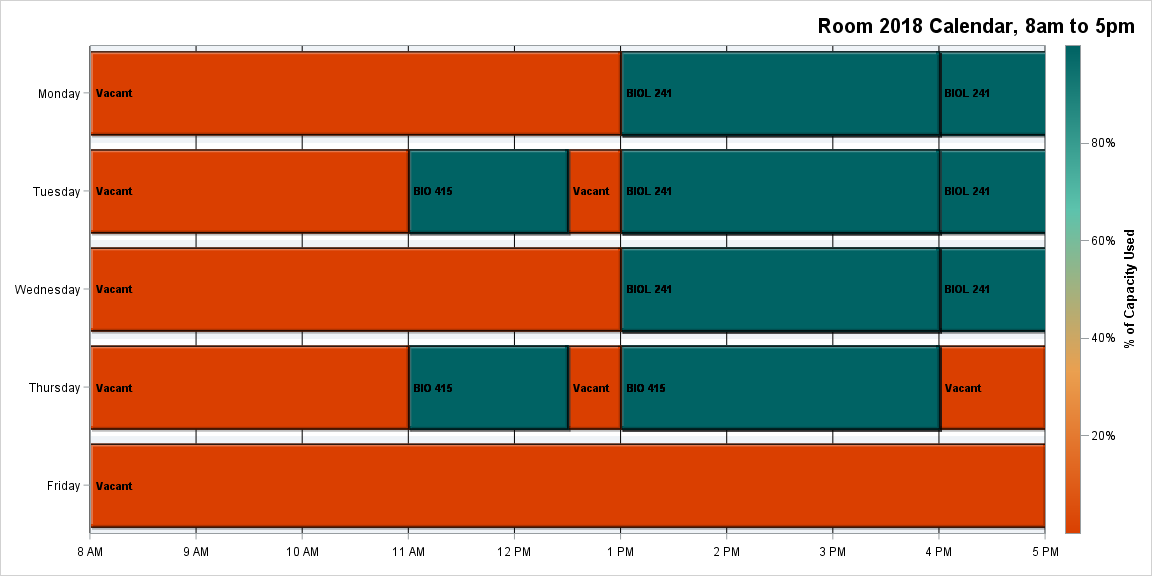 Room 2018 Calendar, 8am to 5pm
Monday Vacant BIOL 241 BIOL 241
80%
Tuesday Vacant BIO 415 Vacant BIOL 241 BIOL 241
60%
% of Capacity Used
Wednesday Vacant BIOL 241 BIOL 241
40%
Thursday Vacant BIO 415 Vacant BIO 415 Vacant
20%
Friday Vacant
8 AM 9 AM 10 AM 11 AM 12 PM 1 PM 2 PM 3 PM 4 PM 5 PM